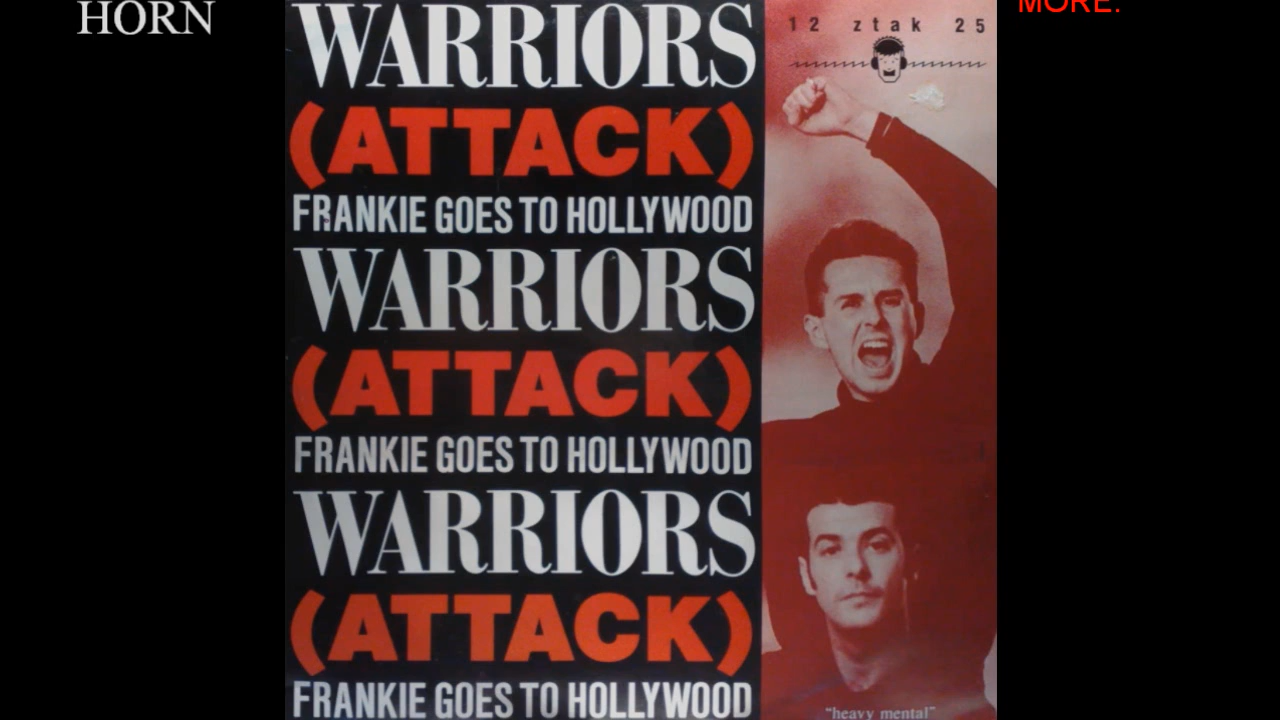 HORN
MORE.
WARRIORS
(ATTACK)
FRANKIE GOES TO HOLLYWOOD
WARRIORS
(ATTACK)
FRANKIE GOES TO HOLLYWOOD
WARRIORS
(ATTACK)
FRANKIE GOES TO HOLLYWOOD
12 ztak 25
“heavy mental”